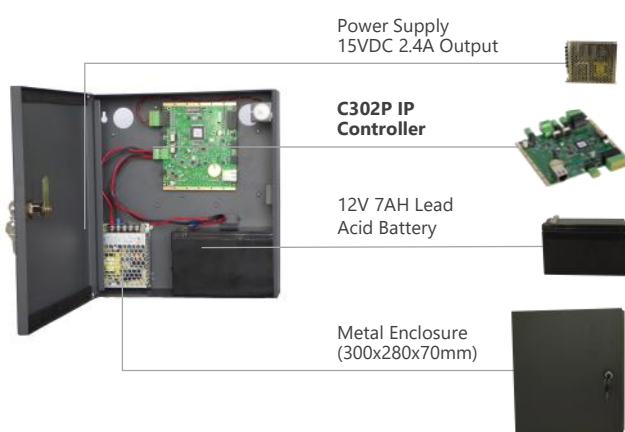 Power Supply
15VDC 2.4A Output
C302P IP
Controller
12V 7AH Lead
Acid Battery
Metal Enclosure
(300x280x70mm)